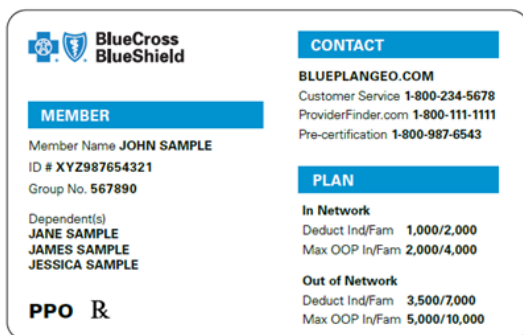 BlueCross
BlueShield
MEMBER
Member Name JOHN SAMPLE
ID # XYZ987654321
Group No. 567890
Dependent(s)
JANE SAMPLE
JAMES SAMPLE
JESSICA SAMPLE
PPO ℞
CONTACT
BLUEPLANGEO.COM
Customer Service 1-800-234-5678
ProviderFinder.com 1-800-111-1111
Pre-certification 1-800-987-6543
PLAN
In Network
Deduct Ind/Fam 1,000/2,000
Max OOP In/Fam 2,000/4,000
Out of Network
Deduct Ind/Fam 3,500/7,000
Max OOP In/Fam 5,000/10,000